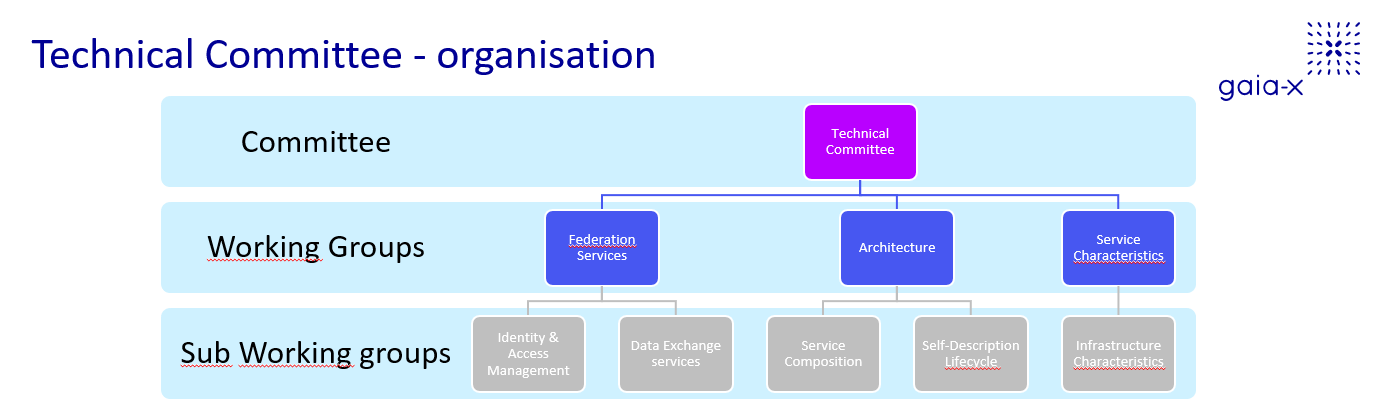 Technical Committee - organisation
gaia-x
Committee
Technical
Committee
Working Groups
Federation
Services
Architecture
Service
Characteristics
Sub Working groups
Identity &
Access
Management
Data Exchange
services
Service
Composition
Self-Description
Lifecycle
Infrastructure
Characteristics